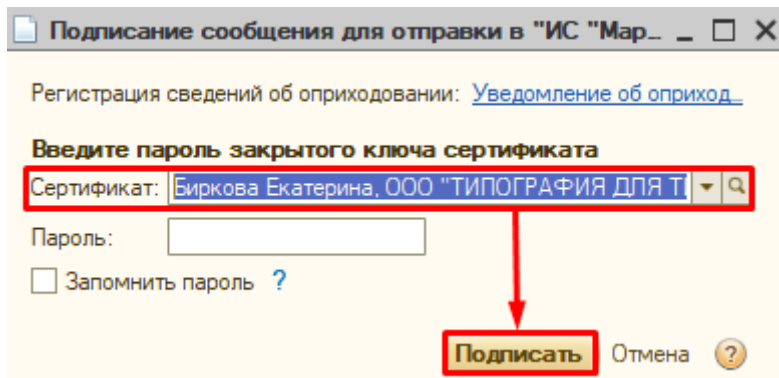 Подписание сообщения для отправки в "ИС "Мар...
Регистрация сведений об оприходовании: Уведомление об оприход...
Введите пароль закрытого ключа сертификата
Сертификат: Биркова Екатерина, ООО "ТИПОГРАФИЯ ДЛЯ
Пароль:
Запомнить пароль ?
Подписать Отмена ?